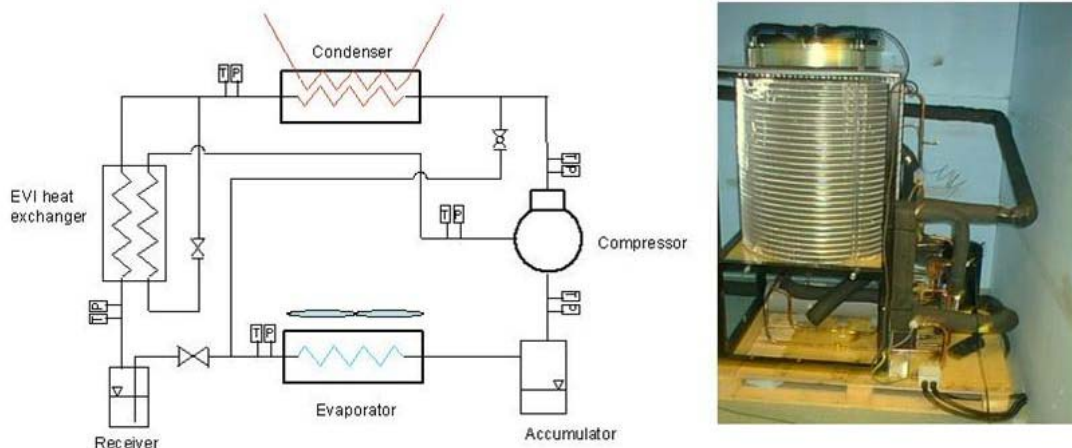 Condenser
T P
EVI heat
exchanger
T
P
T P
Compressor
P
T
T
P
T P
Evaporator
Receiver
Accumulator